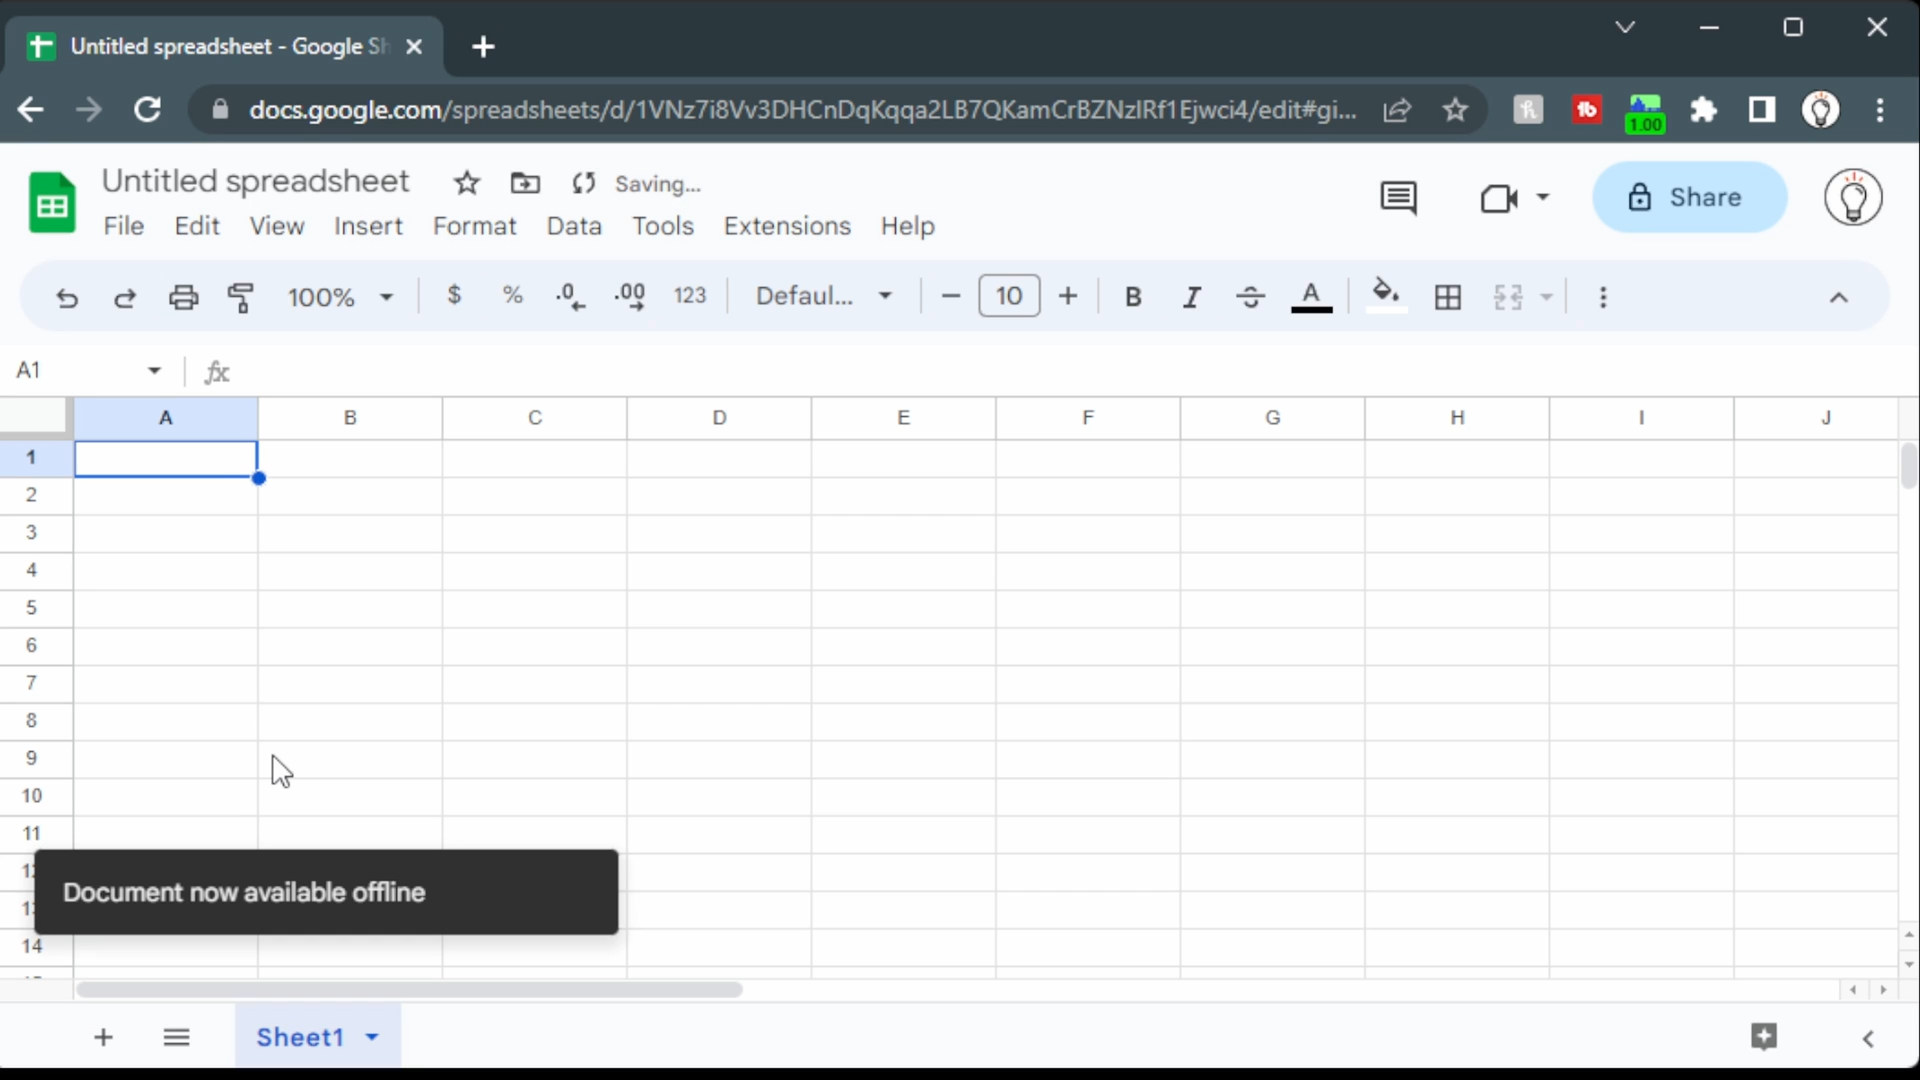 Untitled spreadsheet - Google Sh
docs.google.com/spreadsheets/d/1VNz7i8Vv3DHCnDqKqqa2LB7QKamCrBZNzIRf1Ejwci4/edit#gi...
1.00
Untitled spreadsheet Saving...
File Edit View Insert Format Data Tools Extensions Help
Share
100% $ % .0 .00 123 Defaul... 10 B I A
A1 fx
A B C D E F G H I J
1
2
3
4
5
6
7
8
9
10
11
Document now available offline
14
Sheet1